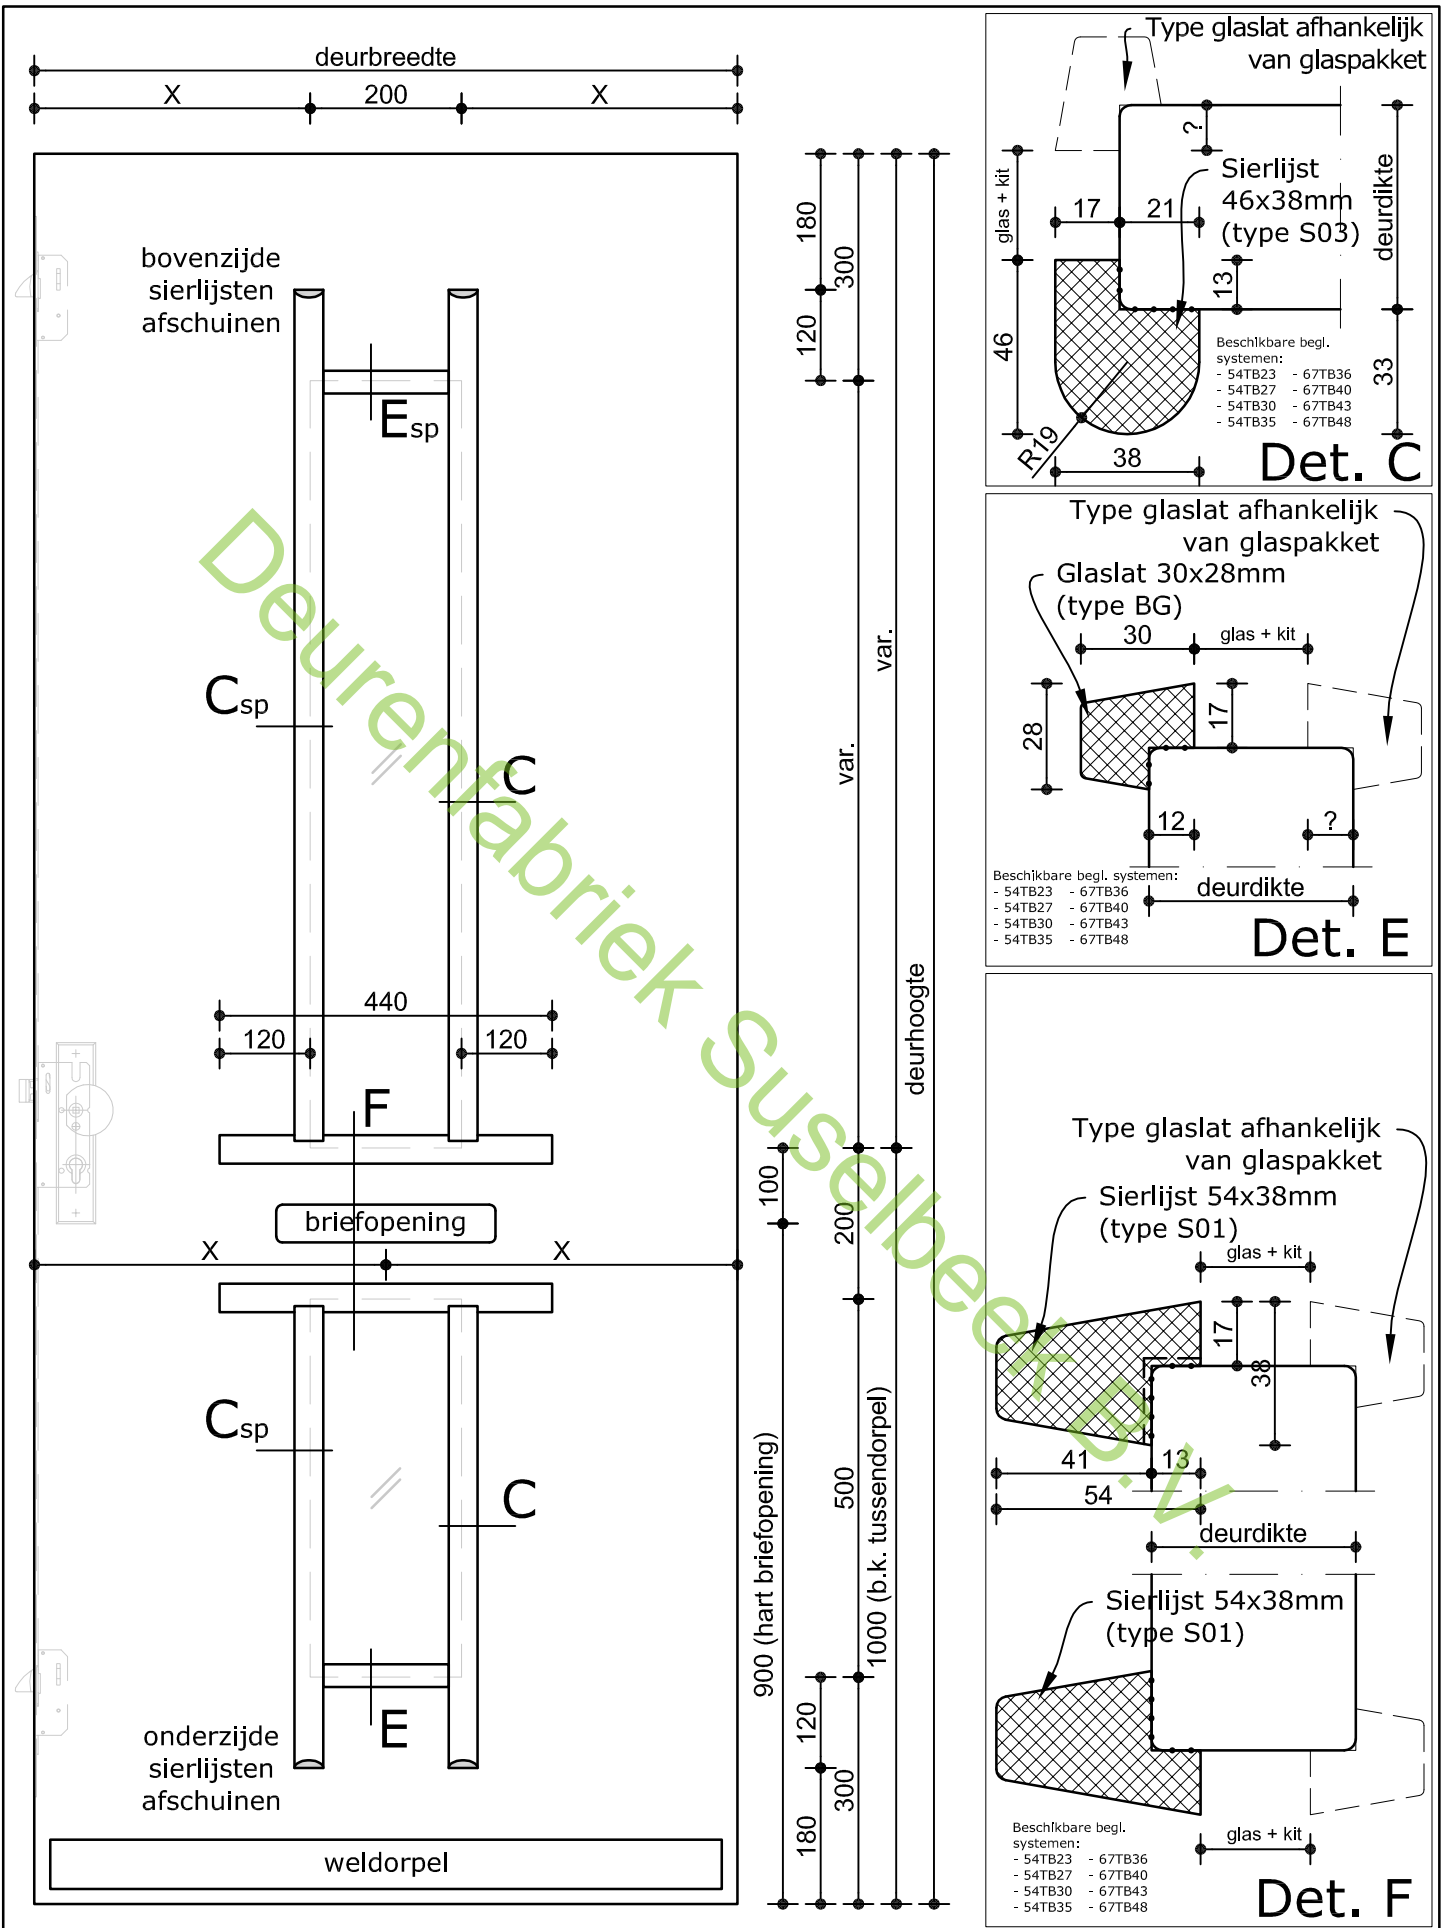 deurbreedte
X 200 X
bovenzijde
sierlijsten
afschuinen
Esp
Csp
C
440
120 120
F
briefopening
X X
Csp
C
E
onderzijde
sierlijsten
afschuinen
weldorpel
180
120
300
var.
var.
deurhoogte
100
200
900 (hart briefopening)
500
1000 (b.k. tussendorpel)
120
180
300
Type glaslat afhankelijk
van glaspakket
?
glas + kit
Sierlijst
46x38mm
(type S03)
17 21
deurdikte
13
46
33
Beschikbare begl.
systemen:
- 54TB23 - 67TB36
- 54TB27 - 67TB40
- 54TB30 - 67TB43
- 54TB35 - 67TB48
R19
38
Det. C
Type glaslat afhankelijk
van glaspakket
Glaslat 30x28mm
(type BG)
30 glas + kit
28
17
12 ?
Beschikbare begl. systemen:
- 54TB23 - 67TB36
- 54TB27 - 67TB40
- 54TB30 - 67TB43
- 54TB35 - 67TB48
deurdikte
Det. E
Type glaslat afhankelijk
van glaspakket
Sierlijst 54x38mm
(type S01)
glas + kit
17
38
41 13
54
deurdikte
Sierlijst 54x38mm
(type S01)
Beschikbare begl.
systemen:
- 54TB23 - 67TB36
- 54TB27 - 67TB40
- 54TB30 - 67TB43
- 54TB35 - 67TB48
glas + kit
Det. F
Deurenfabriek Suselbeek B.V.